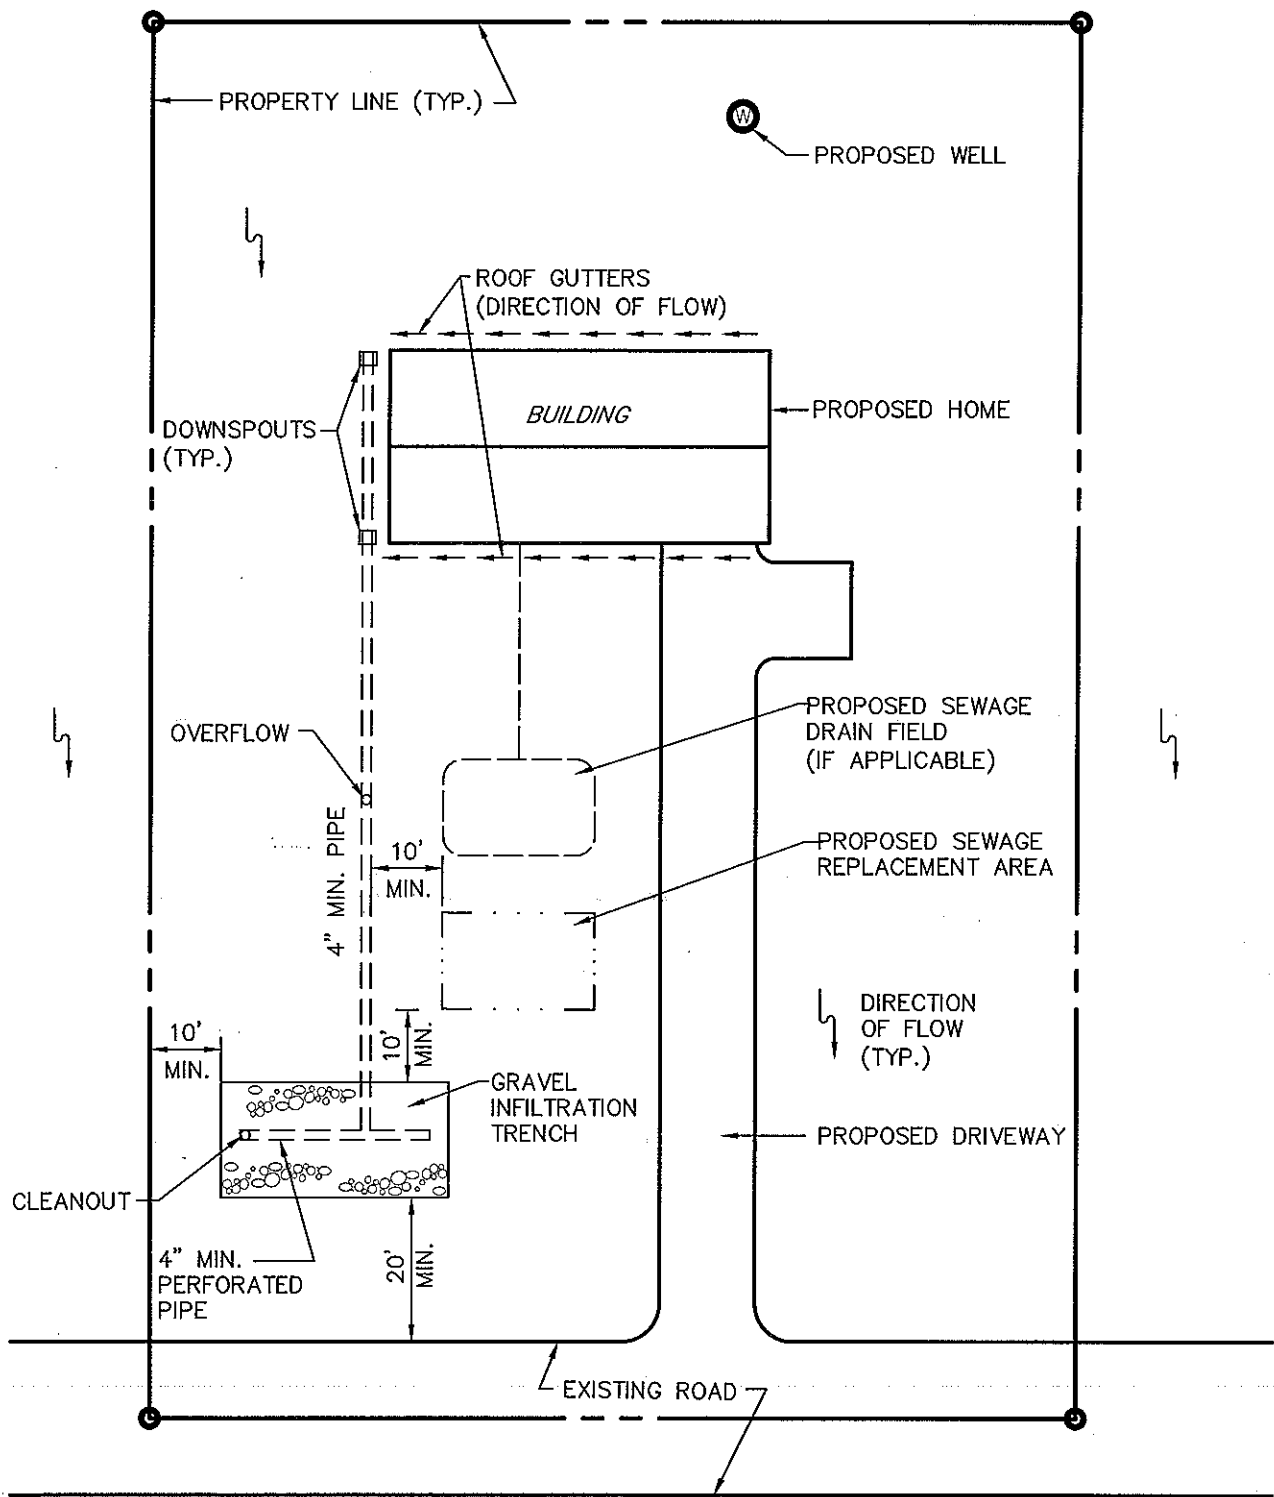 PROPERTY LINE (TYP.)
W
PROPOSED WELL
ROOF GUTTERS
(DIRECTION OF FLOW)
BUILDING
PROPOSED HOME
DOWNSPOUTS
(TYP.)
PROPOSED SEWAGE
DRAIN FIELD
(IF APPLICABLE)
OVERFLOW
4" MIN. PIPE
10'
MIN.
PROPOSED SEWAGE
REPLACEMENT AREA
DIRECTION
OF FLOW
(TYP.)
10'
MIN.
10'
MIN.
GRAVEL
INFILTRATION
TRENCH
PROPOSED DRIVEWAY
CLEANOUT
4" MIN.
PERFORATED
PIPE
20'
MIN.
EXISTING ROAD